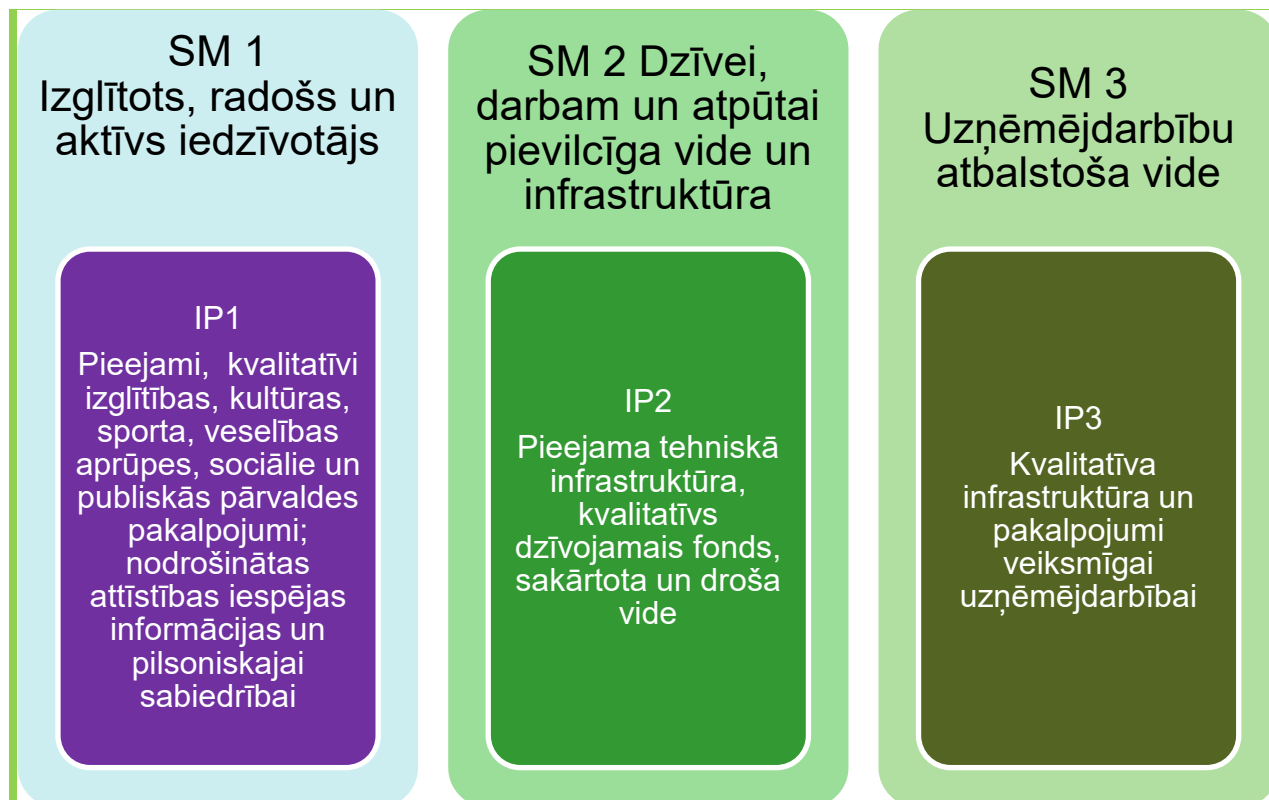 SM 1
Izglītots, radošs un
aktīvs iedzīvotājs
IP1
Pieejami, kvalitatīvi
izglītības, kultūras,
sporta, veselības
aprūpes, sociālie un
publiskās pārvaldes
pakalpojumi;
nodrošinātas
attīstības iespējas
informācijas un
pilsoniskajai
sabiedrībai
SM 2 Dzīvei,
darbam un atpūtai
pievilcīga vide un
infrastruktūra
IP2
Pieejama tehniskā
infrastruktūra,
kvalitatīvs
dzīvojamais fonds,
sakārtota un droša
vide
SM 3
Uzņēmējdarbību
atbalstoša vide
IP3
Kvalitatīva
infrastruktūra un
pakalpojumi
veiksmīgai
uzņēmējdarbībai